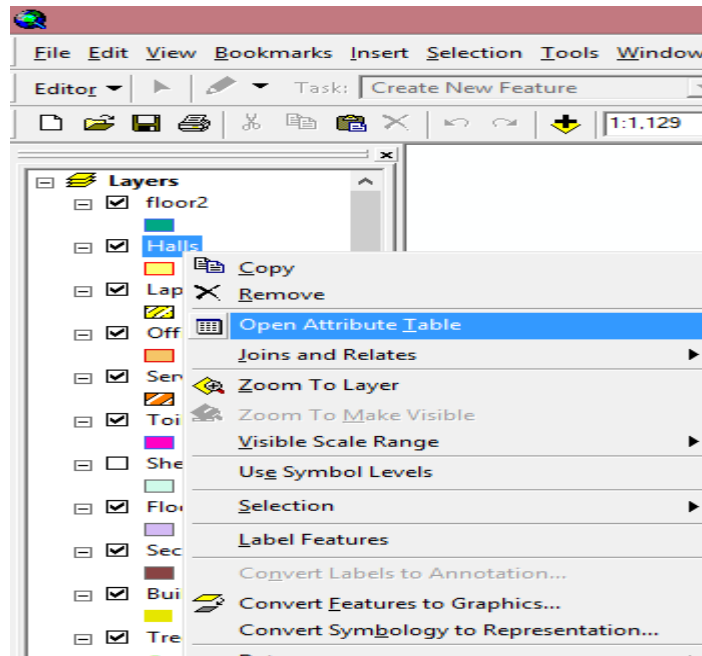 File Edit View Bookmarks Insert Selection Tools Window
Editor Task: Create New Feature
1:1,129
Layers
floor2
Halls
Copy
Lap
Remove
Off
Open Attribute Table
Joins and Relates
Ser
Zoom To Layer
Toi
Zoom To Make Visible
Visible Scale Range
She
Use Symbol Levels
Flo
Selection
Sec
Label Features
Convert Labels to Annotation...
Bui
Convert Features to Graphics...
Tre
Convert Symbology to Representation...